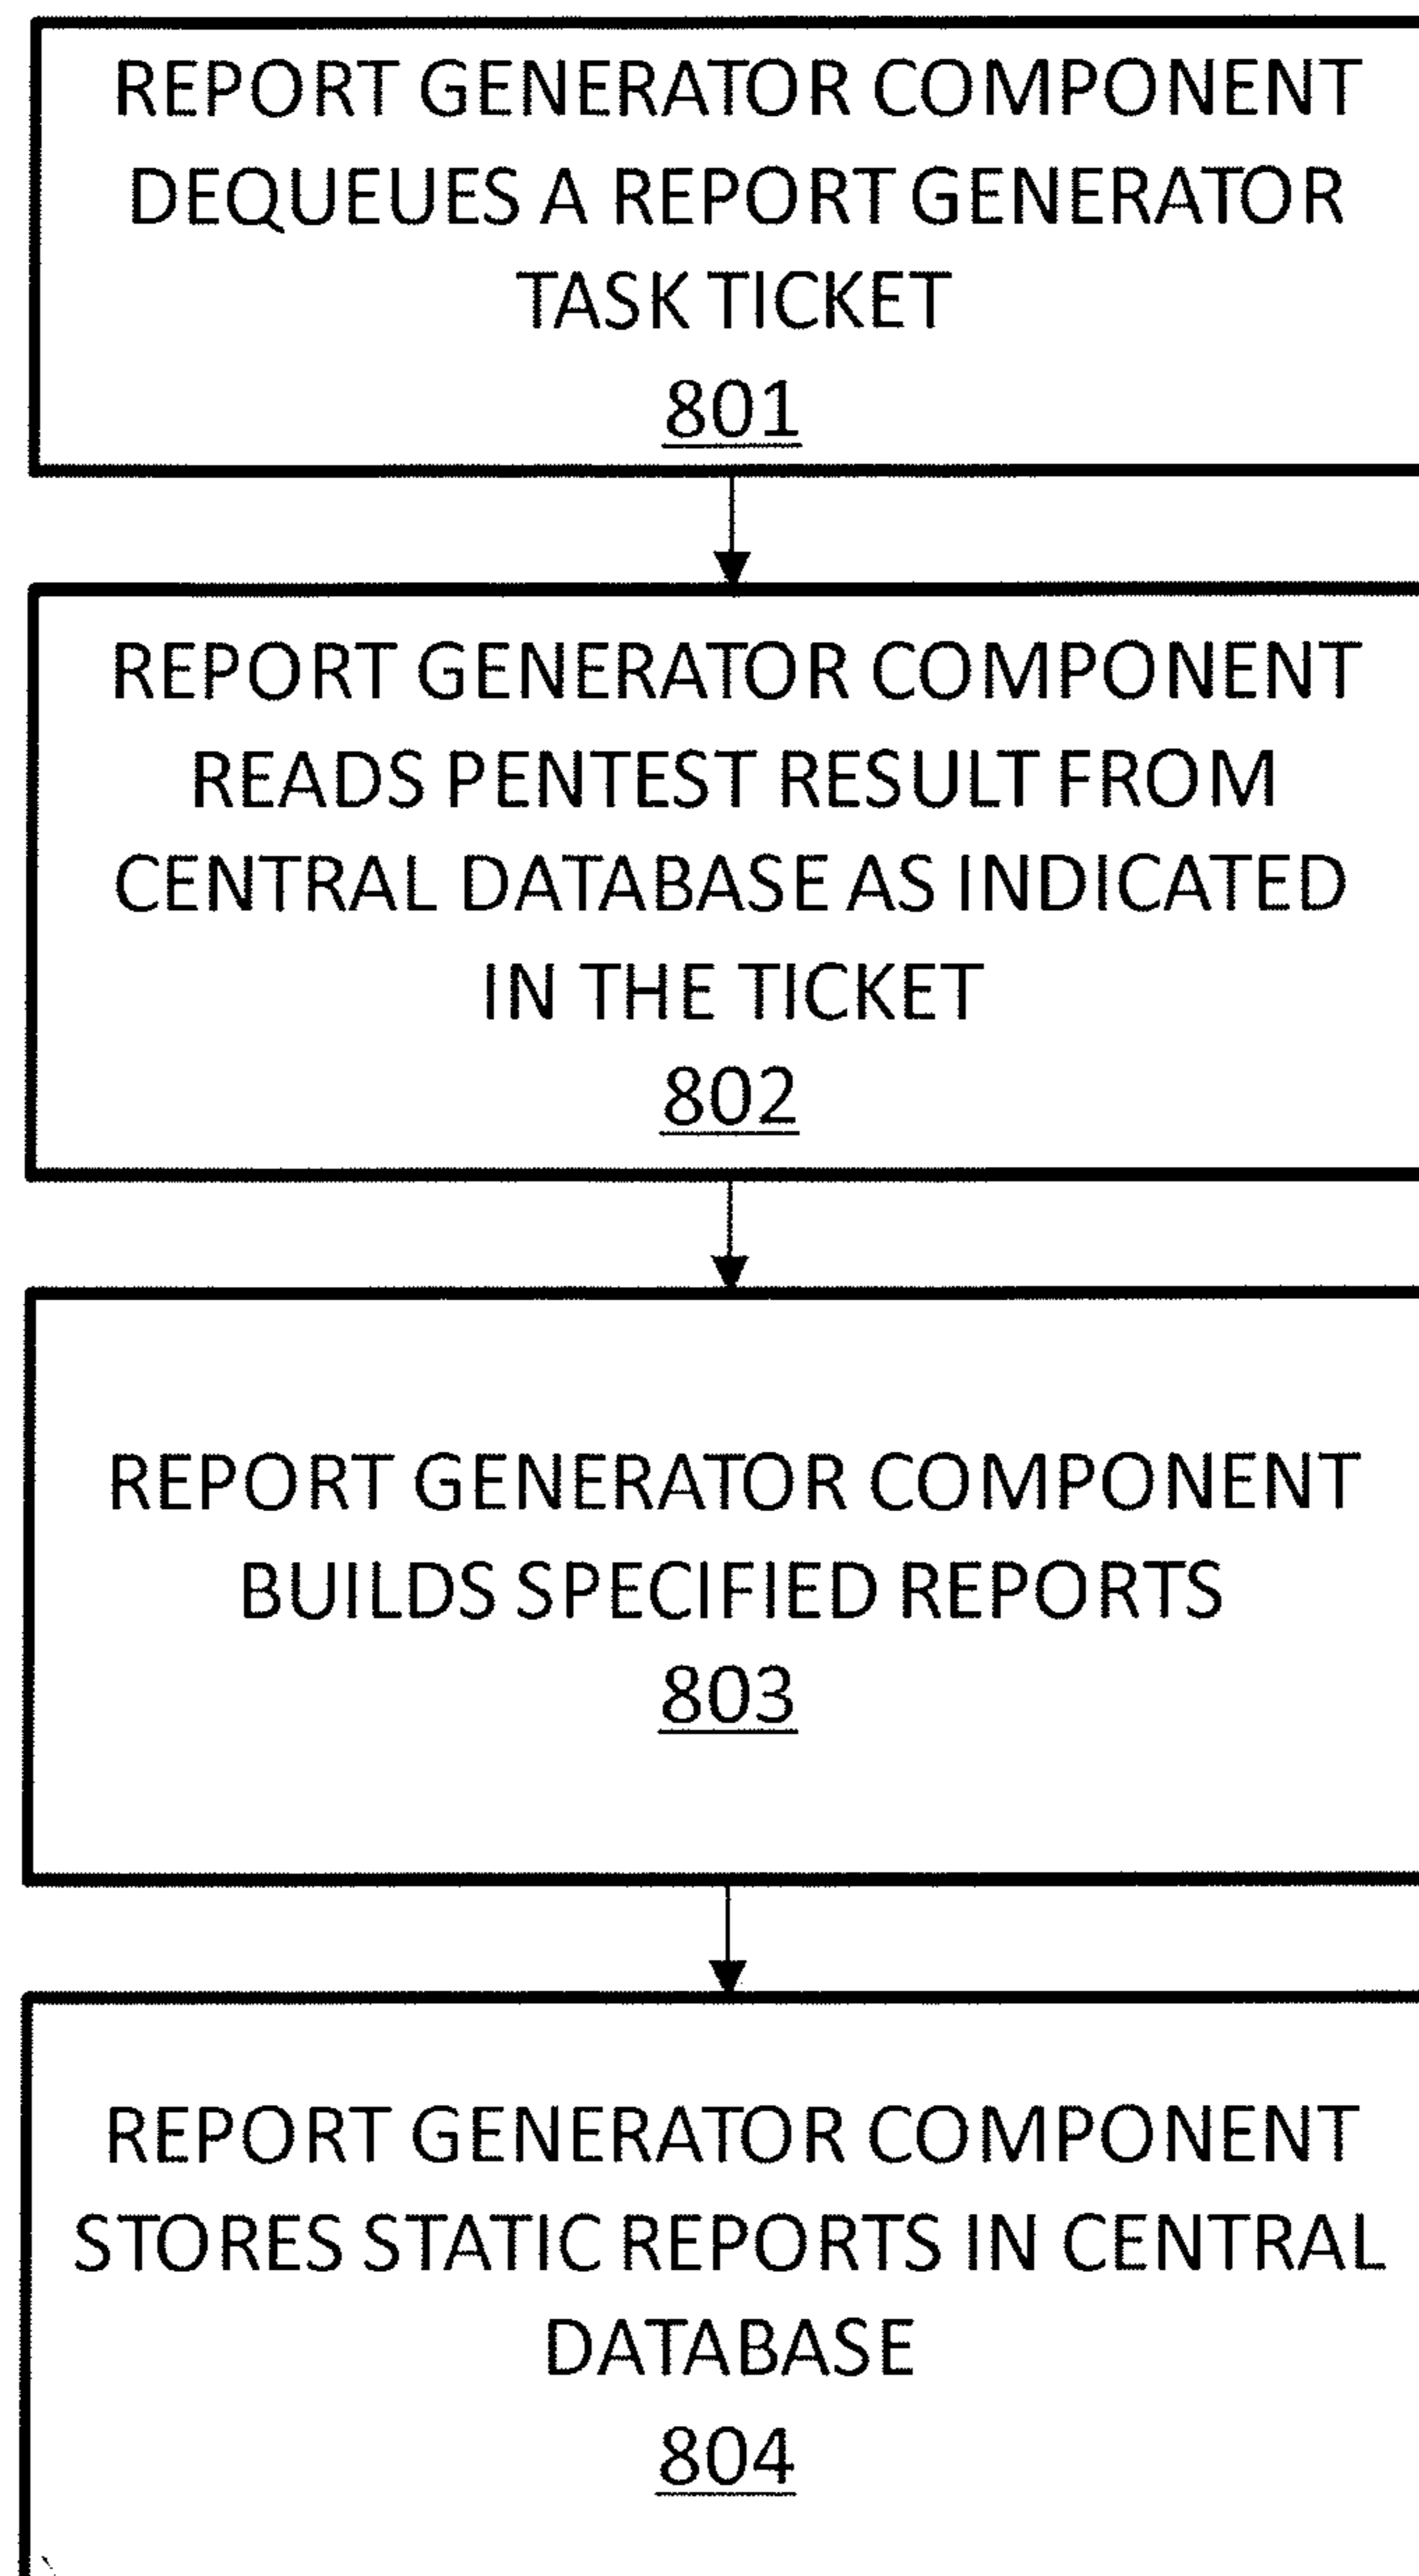 REPORT GENERATOR COMPONENT
DEQUEUES A REPORT GENERATOR
TASK TICKET
801
REPORT GENERATOR COMPONENT
READS PENTEST RESULT FROM
CENTRAL DATABASE AS INDICATED
IN THE TICKET
802
REPORT GENERATOR COMPONENT
BUILDS SPECIFIED REPORTS
803
REPORT GENERATOR COMPONENT
STORES STATIC REPORTS IN CENTRAL
DATABASE
804